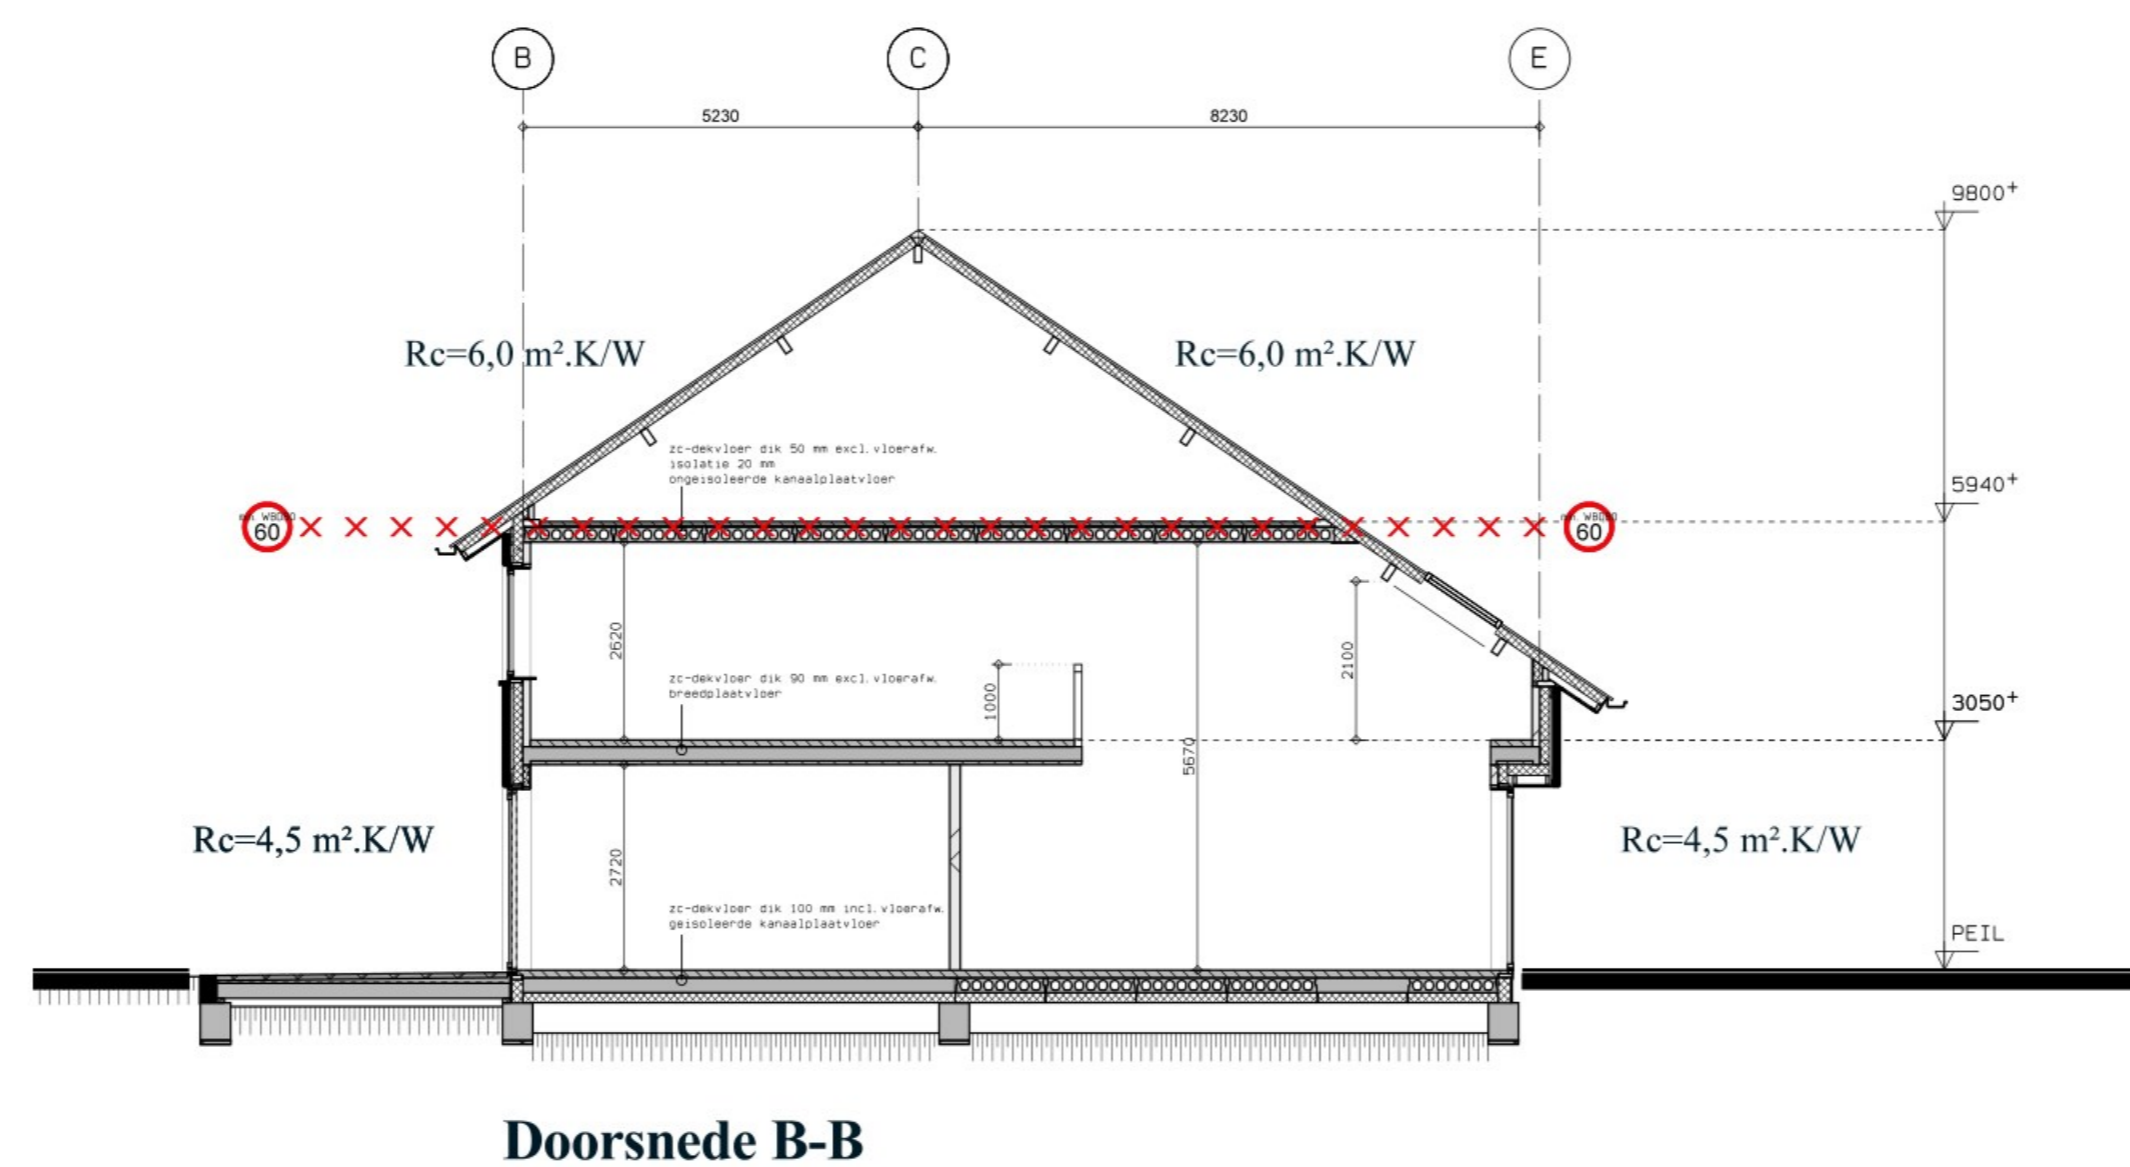 B
C
E
5230
8230
9800+
Rc=6,0 m².K/W
Rc=6,0 m².K/W
zc-dekvloer dik 50 mm excl.vloerafw.
isolatie 20 mm
ongeisoleerde kanaalplaatvloer
5940+
60
60
2620
zc-dekvloer dik 90 mm excl.vloerafw.
breedplaatvloer
1000
2100
3050+
5670
Rc=4,5 m².K/W
Rc=4,5 m².K/W
2720
zc-dekvloer dik 100 mm incl.vloerafw.
geisoleerde kanaalplaatvloer
PEIL
Doorsnede B-B